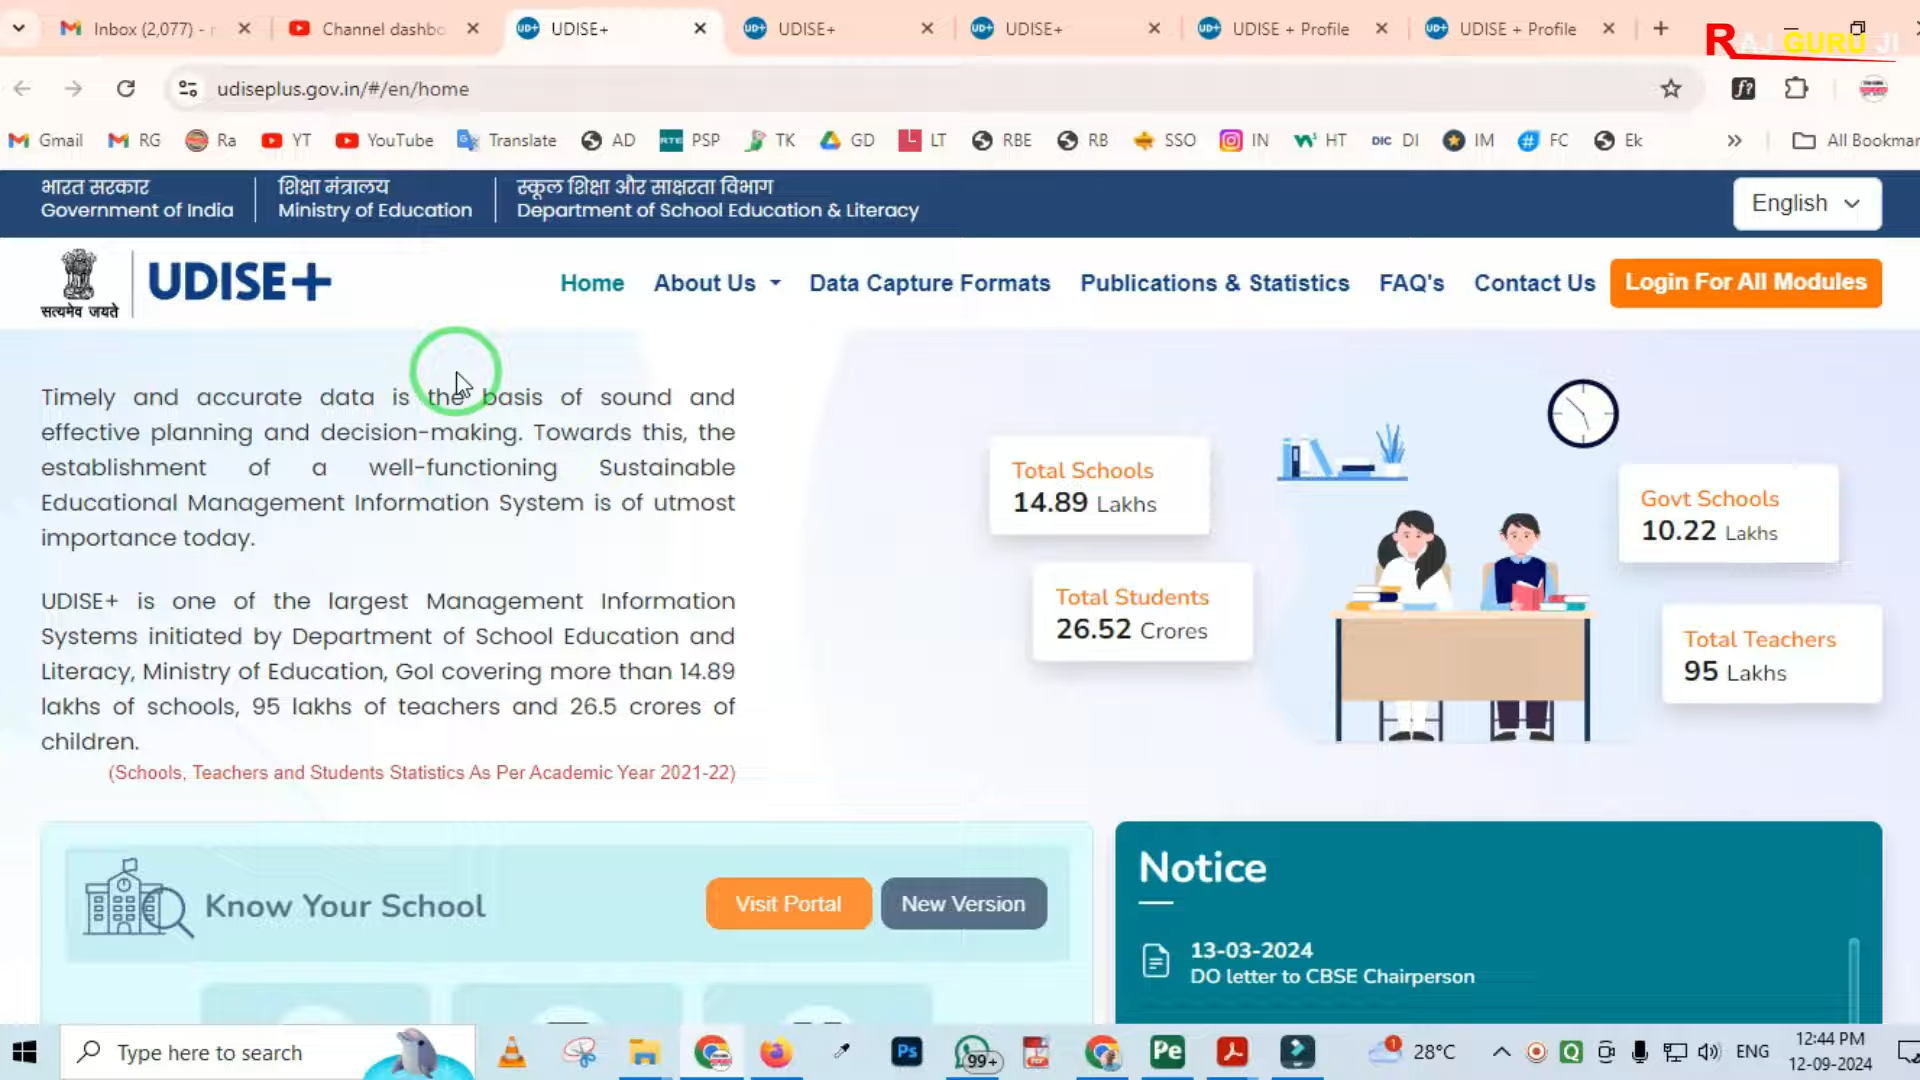 Inbox (2,077) - r
Channel dashbo
UDISE+
UDISE+
UDISE+
UDISE + Profile
UDISE + Profile
RAJ GURU JI
udiseplus.gov.in/#/en/home
Gmail
RG
Ra
YT
YouTube
Translate
AD
PSP
TK
GD
LT
RBE
RB
SSO
IN
HT
DI
IM
FC
Ek
All Bookmar
भारत सरकार
Government of India
शिक्षा मंत्रालय
Ministry of Education
स्कूल शिक्षा और साक्षरता विभाग
Department of School Education & Literacy
English
सत्यमेव जयते
UDISE+
Home
About Us
Data Capture Formats
Publications & Statistics
FAQ's
Contact Us
Login For All Modules
Timely and accurate data is the basis of sound and
effective planning and decision-making. Towards this, the
establishment of a well-functioning Sustainable
Educational Management Information System is of utmost
importance today.
UDISE+ is one of the largest Management Information
Systems initiated by Department of School Education and
Literacy, Ministry of Education, GoI covering more than 14.89
lakhs of schools, 95 lakhs of teachers and 26.5 crores of
children.
(Schools, Teachers and Students Statistics As Per Academic Year 2021-22)
Total Schools
14.89 Lakhs
Total Students
26.52 Crores
Govt Schools
10.22 Lakhs
Total Teachers
95 Lakhs
Know Your School
Visit Portal
New Version
Notice
13-03-2024
DO letter to CBSE Chairperson
Type here to search
Ps
99+
Pe
1
28°C
ENG
12:44 PM
12-09-2024